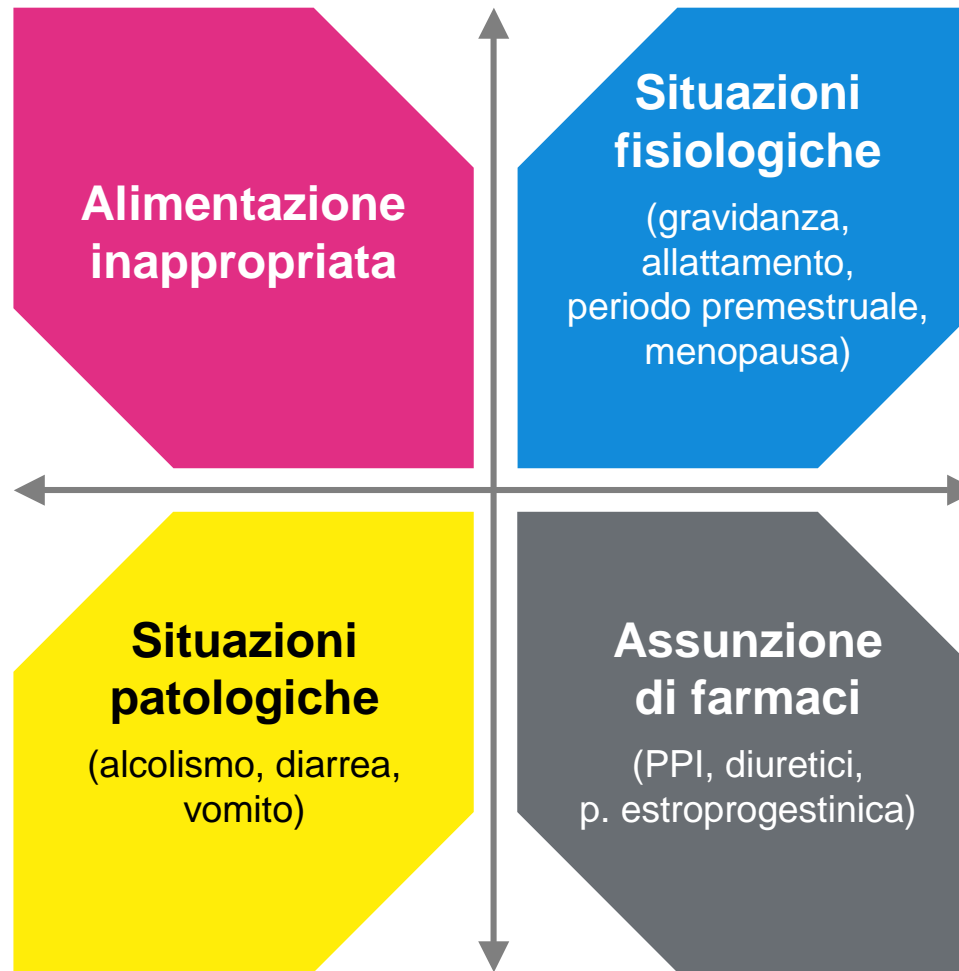 Alimentazione
inappropriata
Situazioni
fisiologiche
(gravidanza,
allattamento,
periodo premestruale,
menopausa)
Situazioni
patologiche
(alcolismo, diarrea,
vomito)
Assunzione
di farmaci
(PPI, diuretici,
p. estroprogestinica)